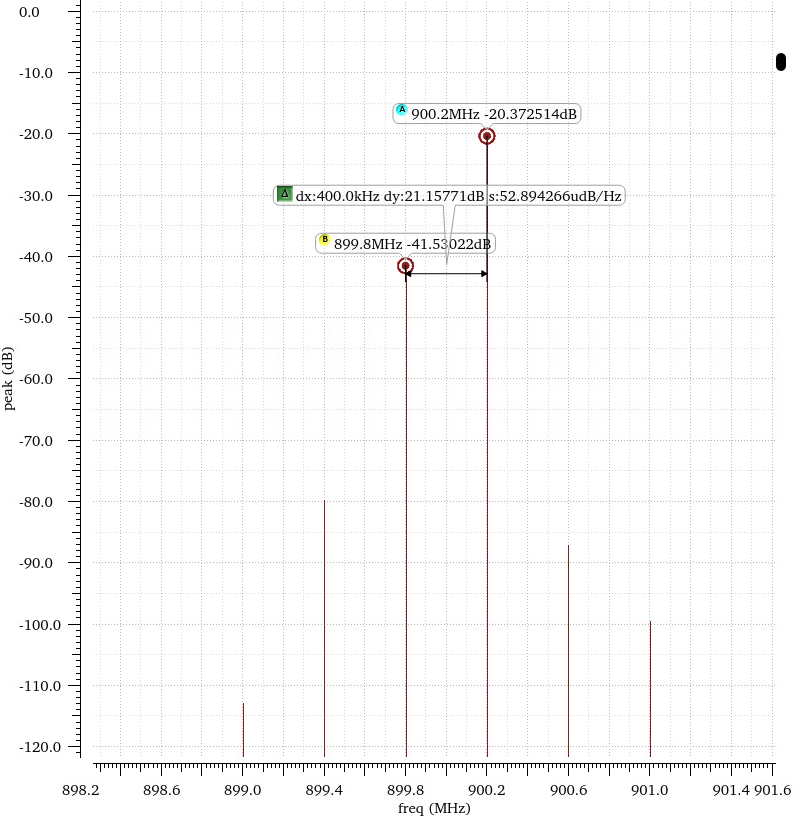 0.0
-10.0
A 900.2MHz -20.372514dB
-20.0
Δ dx:400.0kHz dy:21.15771dB s:52.894266udB/Hz
-30.0
B 899.8MHz -41.53022dB
-40.0
-50.0
peak (dB)
-60.0
-70.0
-80.0
-90.0
-100.0
-110.0
-120.0
898.2 898.6 899.0 899.4 899.8 900.2 900.6 901.0 901.4 901.6
freq (MHz)